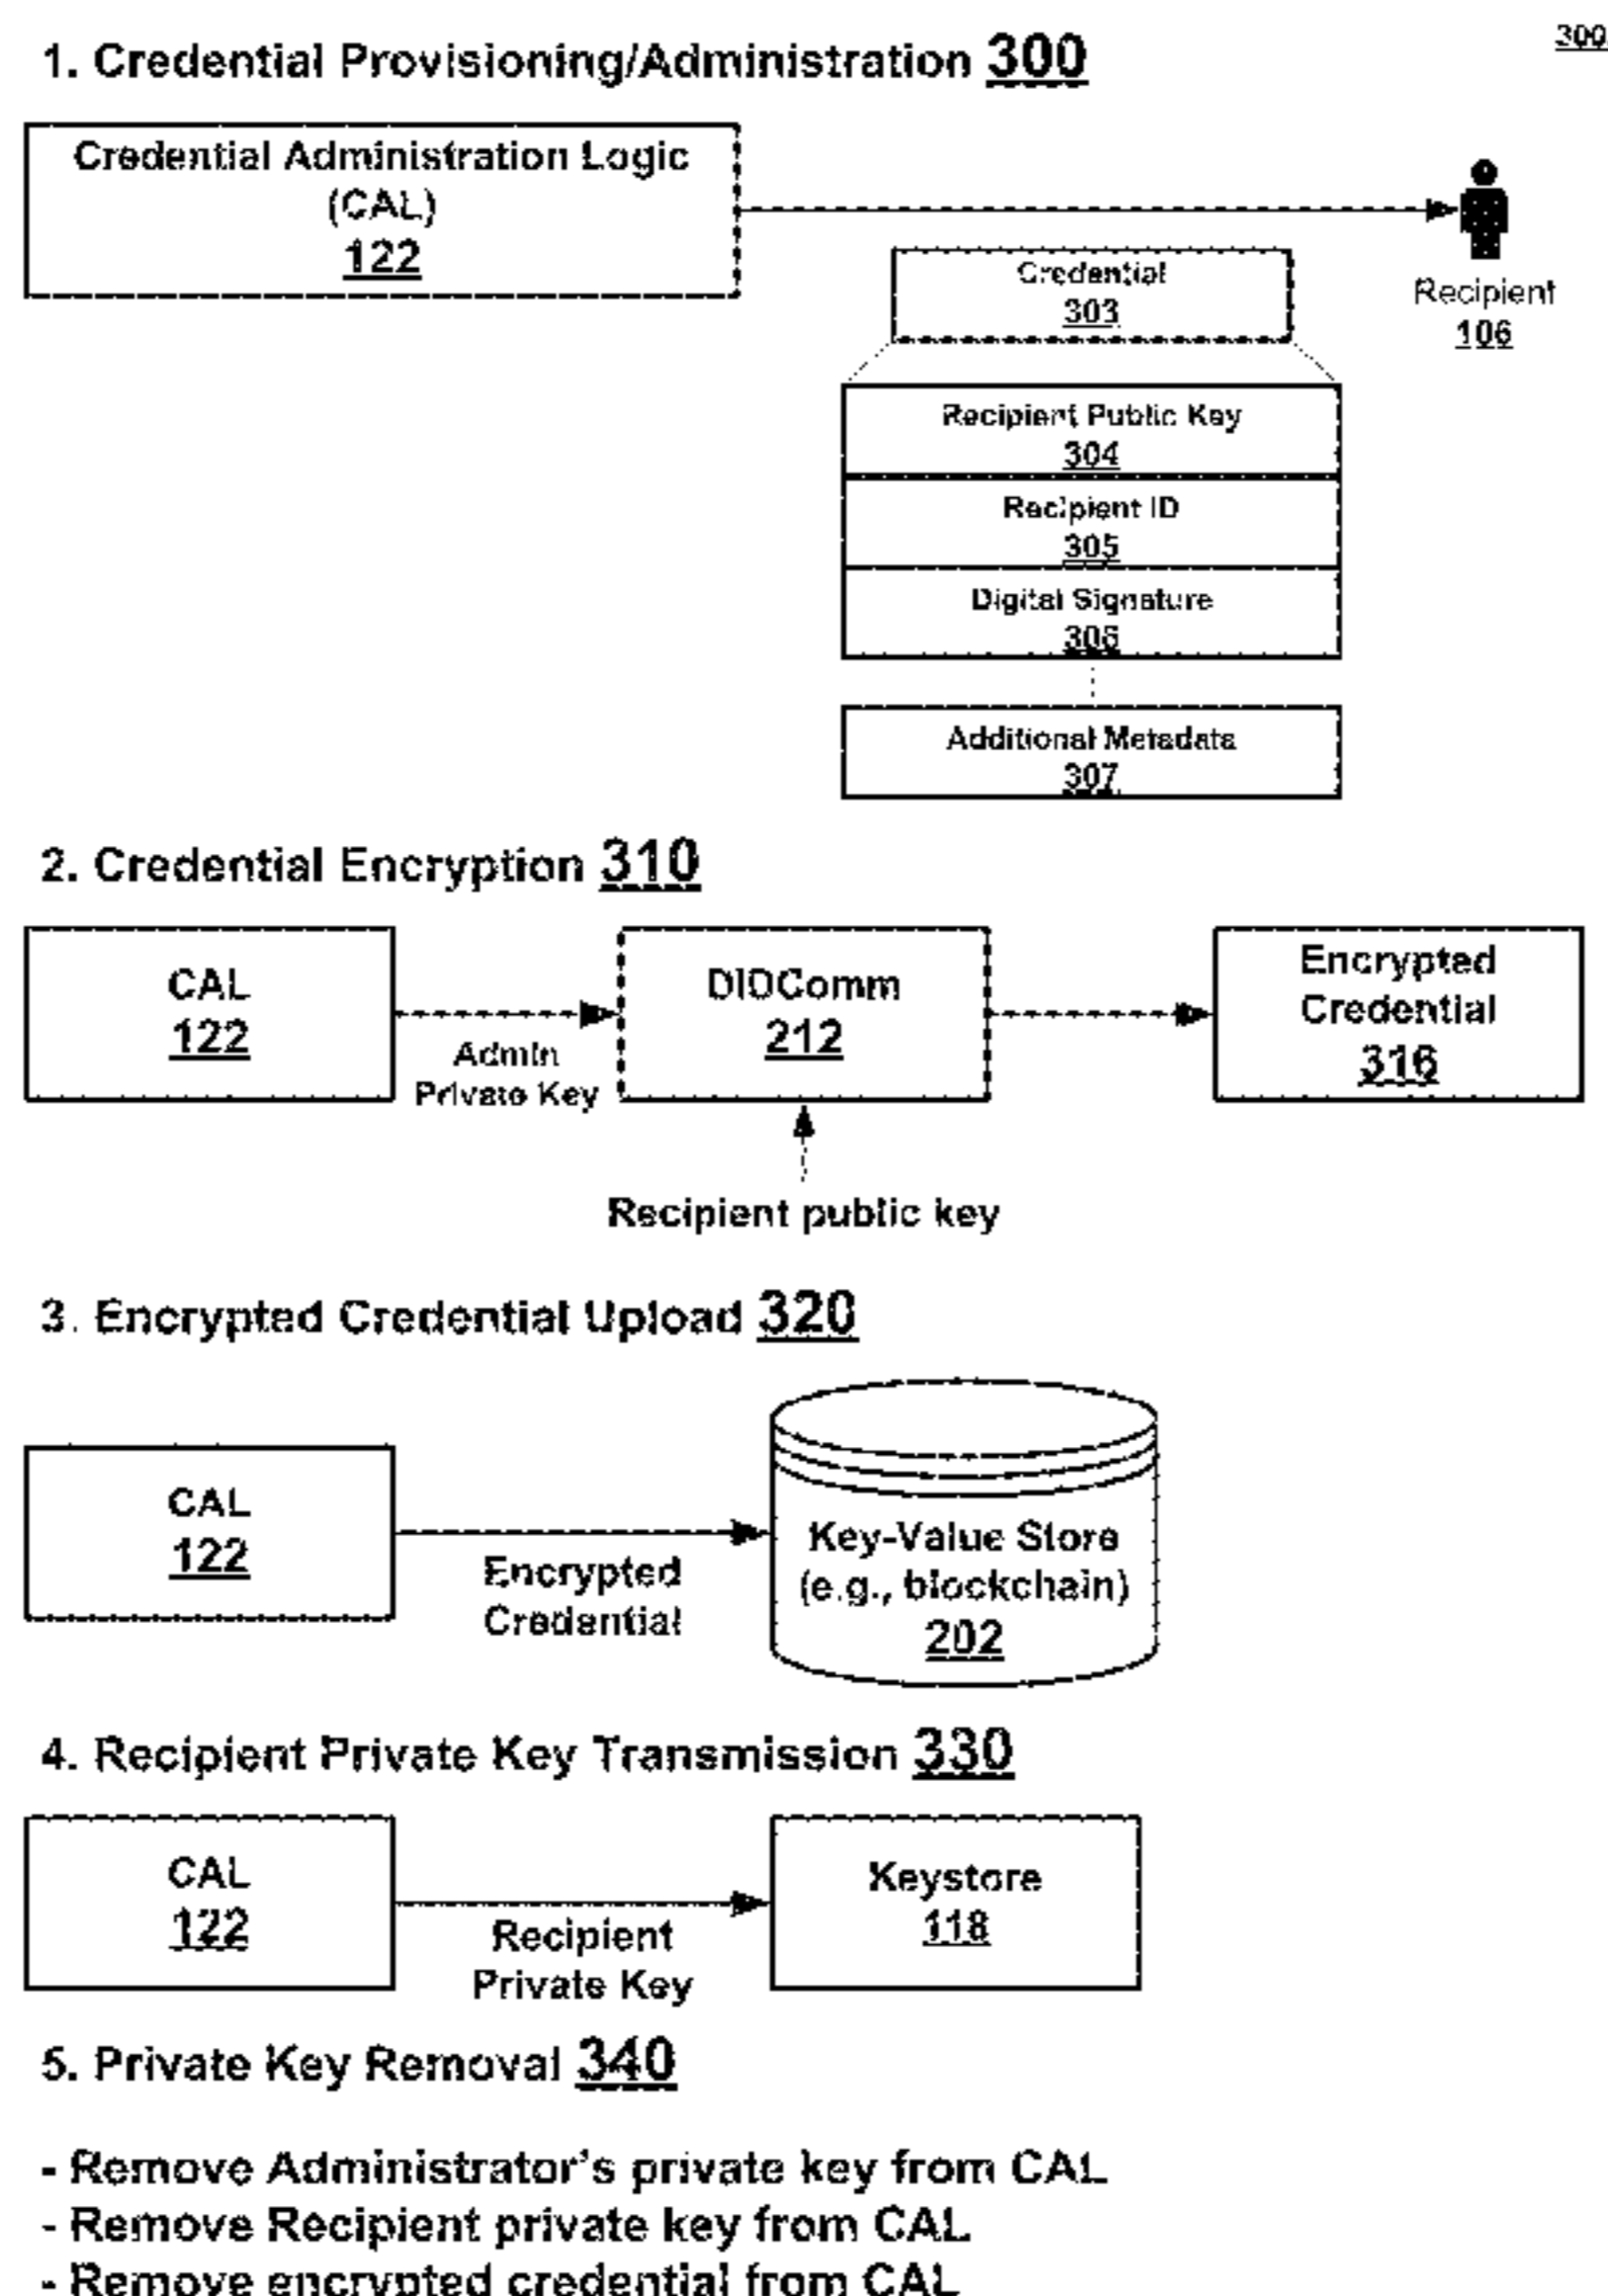 300
1. Credential Provisioning/Administration 300
Credential Administration Logic
(CAL)
122
Credential
303
Recipient
106
Recipient Public Key
304
Recipient ID
305
Digital Signature
306
Additional Metadata
307
2. Credential Encryption 310
CAL
122
Admin
Private Key
DIDComm
212
Encrypted
Credential
316
Recipient public key
3. Encrypted Credential Upload 320
CAL
122
Encrypted
Credential
Key-Value Store
(e.g., blockchain)
202
4. Recipient Private Key Transmission 330
CAL
122
Recipient
Private Key
Keystore
118
5. Private Key Removal 340
- Remove Administrator's private key from CAL
- Remove Recipient private key from CAL
- Remove encrypted credential from CAL